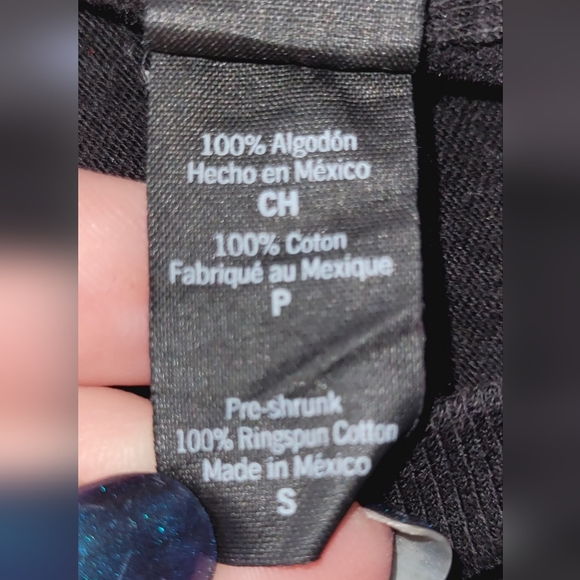 100% Algodón
Hecho en México
CH
100% Coton
Fabriqué au Mexique
P
Pre-shrunk
100% Ringspun Cotton
Made in México
S